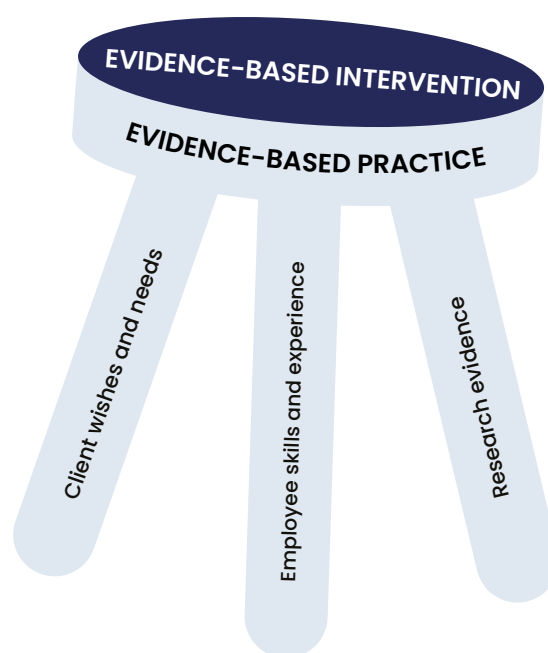 EVIDENCE-BASED INTERVENTION
EVIDENCE-BASED PRACTICE
Client wishes and needs
Employee skills and experience
Research evidence